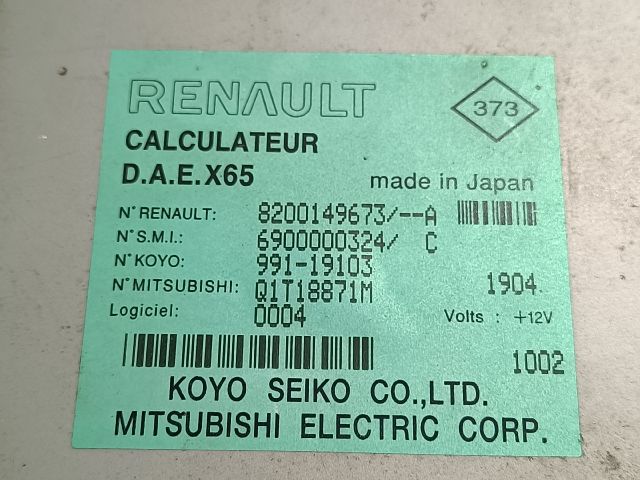 RENAULT
373
CALCULATEUR
D.A.E.X65
made in Japan
N° RENAULT: 8200149673/--A
N° S.M.I.: 6900000324/ C
N° KOYO: 991-19103
N° MITSUBISHI: Q1T18871M 1904
Logiciel: 0004 Volts : +12V
1002
KOYO SEIKO CO.,LTD.
MITSUBISHI ELECTRIC CORP.